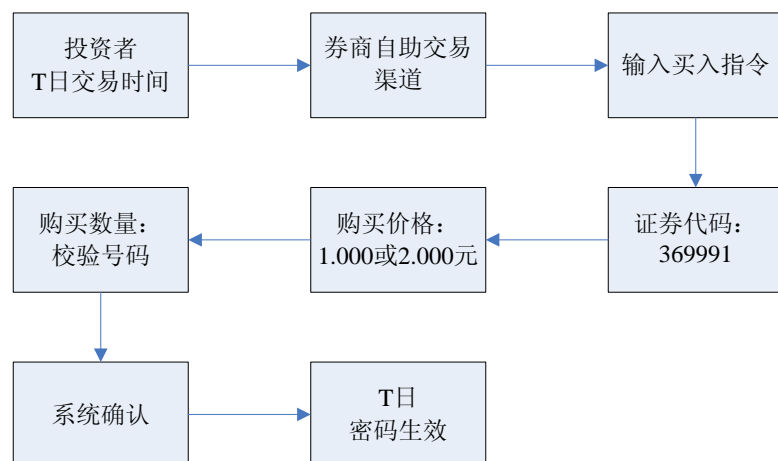 投资者
T日交易时间
券商自助交易
渠道
输入买入指令
证券代码：
369991
购买价格：
1.000或2.000元
购买数量：
校验号码
系统确认
T日
密码生效